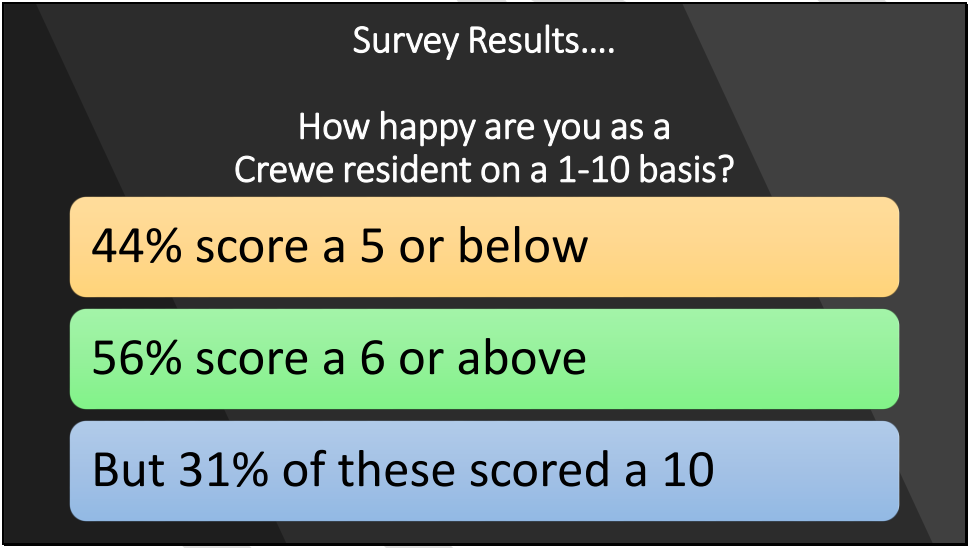 Survey Results....
How happy are you as a
Crewe resident on a 1-10 basis?
44% score a 5 or below
56% score a 6 or above
But 31% of these scored a 10